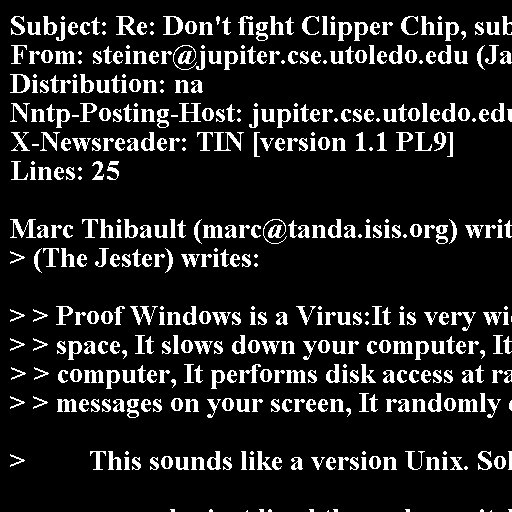 Subject: Re: Don't fight Clipper Chip, sub
From: steiner@jupiter.cse.utoledo.edu (Ja
Distribution: na
Nntp-Posting-Host: jupiter.cse.utoledo.edu
X-Newsreader: TIN [version 1.1 PL9]
Lines: 25

Marc Thibault (marc@tanda.isis.org) writ
> (The Jester) writes:

> > Proof Windows is a Virus:It is very wi
> > space, It slows down your computer, It
> > computer, It performs disk access at ra
> > messages on your screen, It randomly
> This sounds like a version Unix. Sol